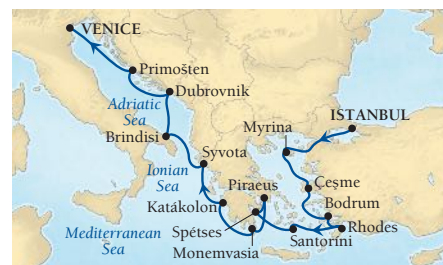 VENICE
Primošten
Adriatic
Sea
Dubrovnik
ISTANBUL
Myrina
Brindisi
Syvota
Ionian
Sea
Piraeus
Çeşme
Bodrum
Katákolon
Spétses
Rhodes
Mediterranean
Sea
Santorini
Monemvasia